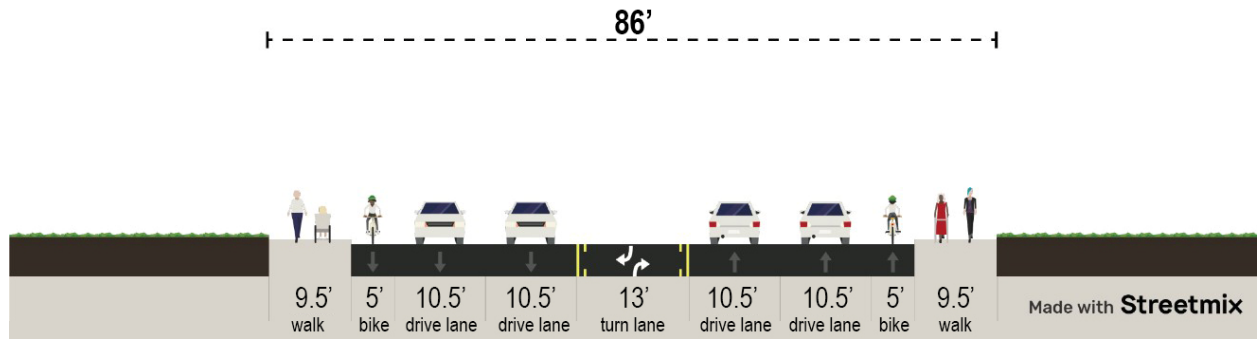 86’
9.5’ 5’ 10.5’ 10.5’ 13’ 10.5’ 10.5’ 5’ 9.5’
walk bike drive lane drive lane turn lane drive lane drive lane bike walk
Made with Streetmix